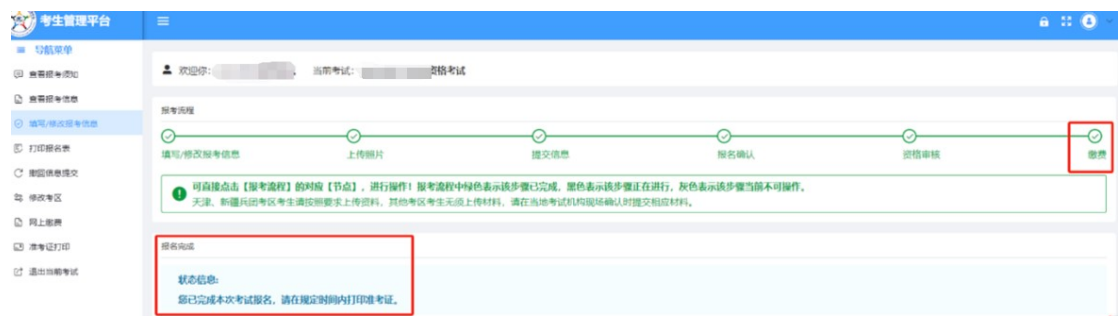 考生管理平台
导航菜单
查看报考须知
查看报考信息
填写/修改报考信息
打印报名表
撤回信息提交
修改考区
网上缴费
准考证打印
退出当前考试
欢迎你:
当前考试:
资格考试
报考流程
填写/修改报考信息
上传照片
提交信息
报名确认
资格审核
缴费
可直接点击【报考流程】的对应【节点】，进行操作！报考流程中绿色表示该步骤已完成，黑色表示该步骤正在进行，灰色表示该步骤当前不可操作。
天津、新疆兵团考区考生请按照要求上传资料，其他考区考生无须上传材料，请在当地考试机构现场确认时提交相应材料。
报名完成
状态信息:
您已完成本次考试报名，请在规定时间内打印准考证。